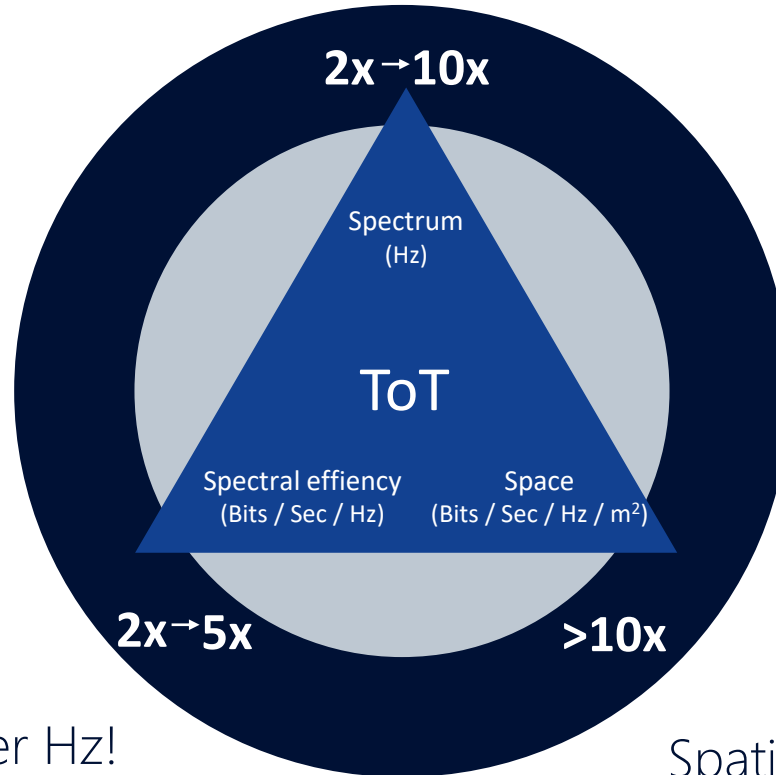 2x→10x
Spectrum
(Hz)
ToT
Spectral effiency
(Bits / Sec / Hz)
Space
(Bits / Sec / Hz / m²)
2x→5x
>10x
er Hz!
Spati